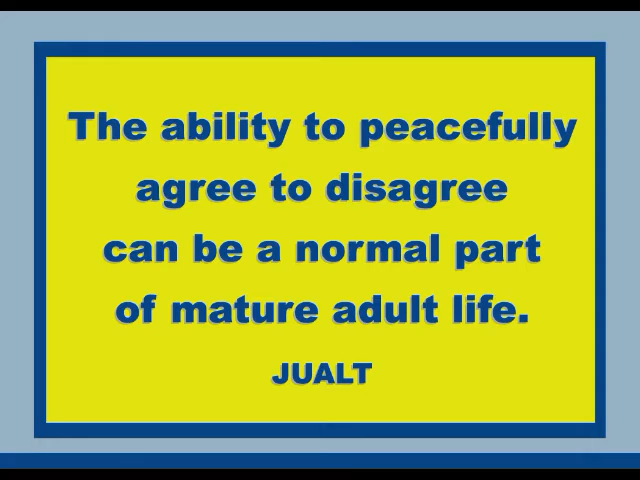 The ability to peacefully
agree to disagree
can be a normal part
of mature adult life.
JUALT